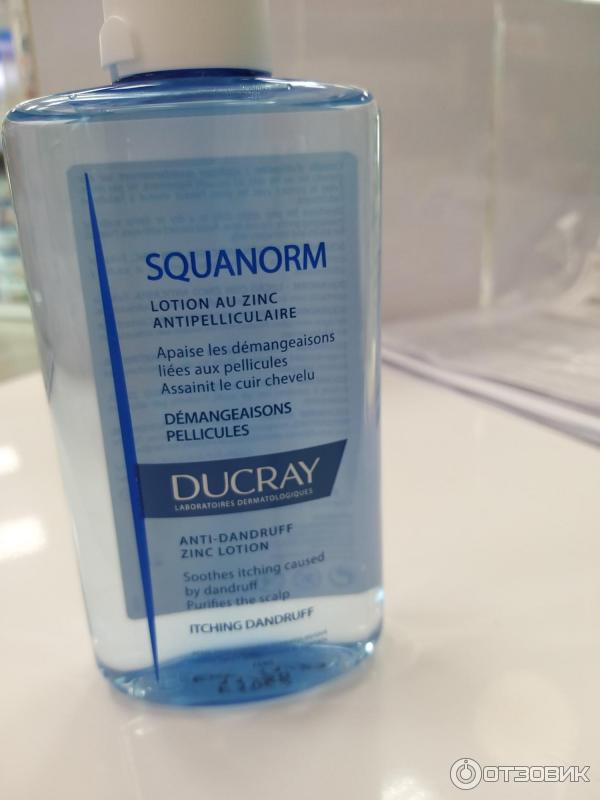 SQUANORM
LOTION AU ZINC
ANTIPELLICULAIRE
Apaise les démangeaisons
liées aux pellicules
Assainit le cuir chevelu
DÉMANGEAISONS
PELLICULES
DUCRAY
LABORATOIRES DERMATOLOGIQUES
ANTI-DANDRUFF
ZINC LOTION
Soothes itching caused
by dandruff
Purifies the scalp
ITCHING DANDRUFF
ОТЗОВИК